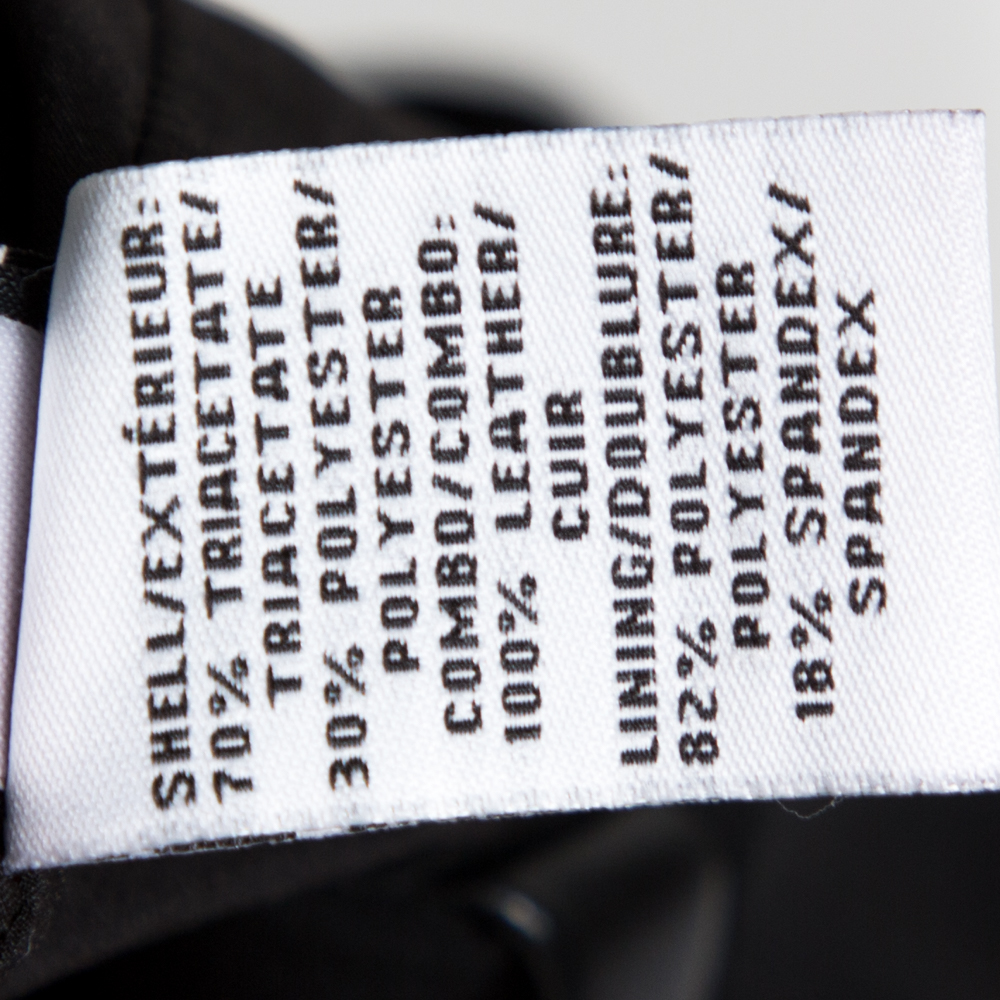 SHELL/EXTÉRIEUR:
70% TRIACETATE/
TRIACETATE
30% POLYESTER/
POLYESTER
COMBO/COMBO:
100% LEATHER/
CUIR
LINING/DOUBLURE:
82% POLYESTER/
POLYESTER
18% SPANDEX/
SPANDEX